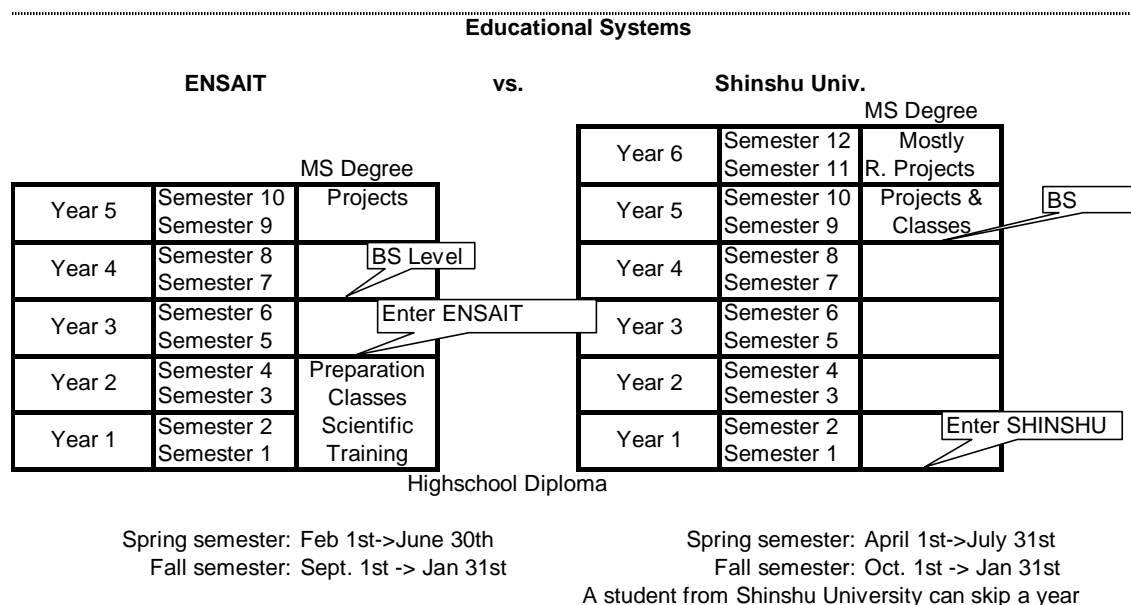 Educational Systems
ENSAIT vs. Shinshu Univ.
MS Degree
Year 6 Semester 12 Mostly
Semester 11 R. Projects
MS Degree
Year 5 Semester 10 Projects
Semester 9
Year 5 Semester 10 Projects &
Semester 9 Classes
BS
Year 4 Semester 8
Semester 7
BS Level
Year 4 Semester 8
Semester 7
Year 3 Semester 6
Semester 5
Enter ENSAIT
Year 3 Semester 6
Semester 5
Year 2 Semester 4 Preparation
Semester 3 Classes
Year 2 Semester 4
Semester 3
Year 1 Semester 2 Scientific
Semester 1 Training
Year 1 Semester 2
Semester 1
Enter SHINSHU
Highschool Diploma
Spring semester: Feb 1st->June 30th
Fall semester: Sept. 1st -> Jan 31st
Spring semester: April 1st->July 31st
Fall semester: Oct. 1st -> Jan 31st
A student from Shinshu University can skip a year